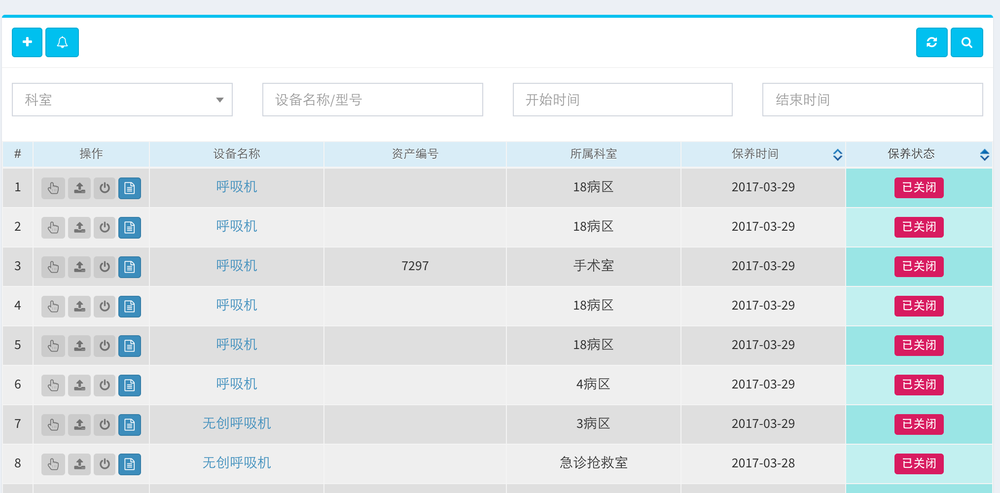 科室 设备名称/型号 开始时间 结束时间
# 操作 设备名称 资产编号 所属科室 保养时间 保养状态
1 呼吸机 18病区 2017-03-29 已关闭
2 呼吸机 18病区 2017-03-29 已关闭
3 呼吸机 7297 手术室 2017-03-29 已关闭
4 呼吸机 18病区 2017-03-29 已关闭
5 呼吸机 18病区 2017-03-29 已关闭
6 呼吸机 4病区 2017-03-29 已关闭
7 无创呼吸机 3病区 2017-03-29 已关闭
8 无创呼吸机 急诊抢救室 2017-03-28 已关闭